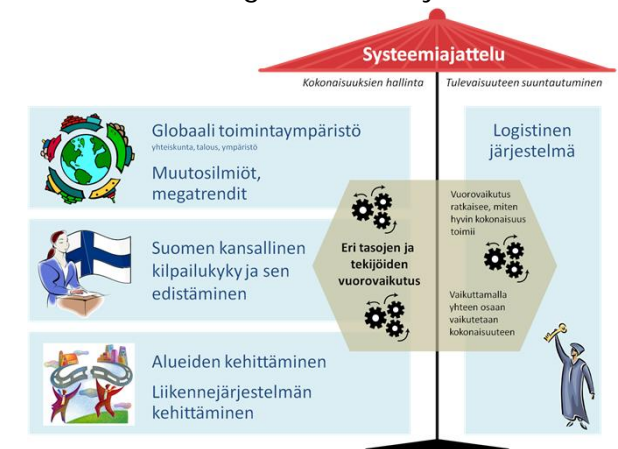 Systeemiajattelu
Kokonaisuuksien hallinta
Tulevaisuuteen suuntautuminen
Globaali toimintaympäristö
yhteiskunta, talous, ympäristö
Muutosilmiöt,
megatrendit
Suomen kansallinen
kilpailukyky ja sen
edistäminen
Alueiden kehittäminen
Liikennejärjestelmän
kehittäminen
Eri tasojen ja
tekijöiden
vuorovaikutus
Logistinen
järjestelmä
Vuorovaikutus
ratkaisee, miten
hyvin kokonaisuus
toimii
Vaikuttamalla
yhteen osaan
vaikutetaan
kokonaisuuteen